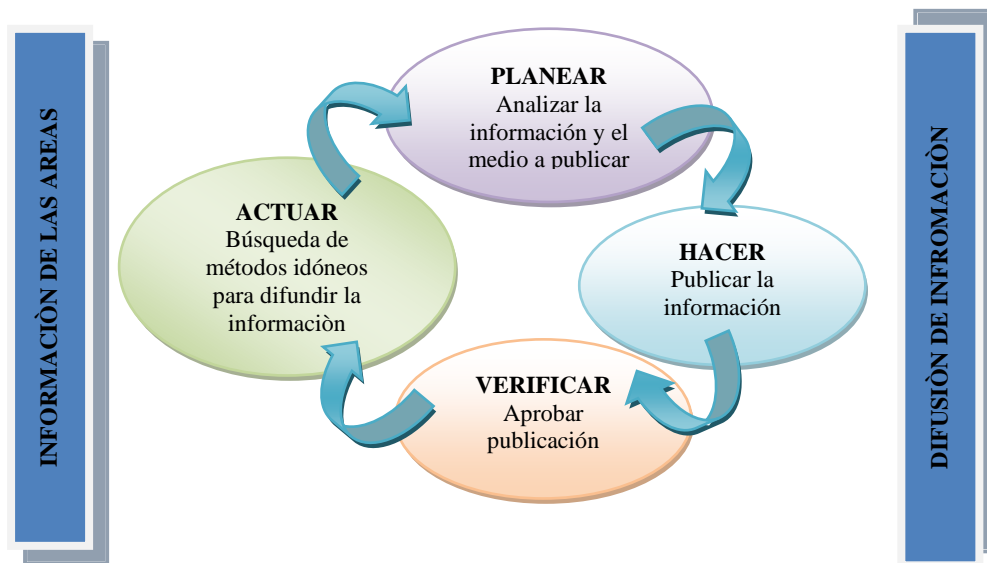 INFORMACIÒN DE LAS AREAS
PLANEAR
Analizar la
información y el
medio a publicar
HACER
Publicar la
información
VERIFICAR
Aprobar
publicación
ACTUAR
Búsqueda de
métodos idóneos
para difundir la
informaciòn
DIFUSIÒN DE INFROMACIÒN